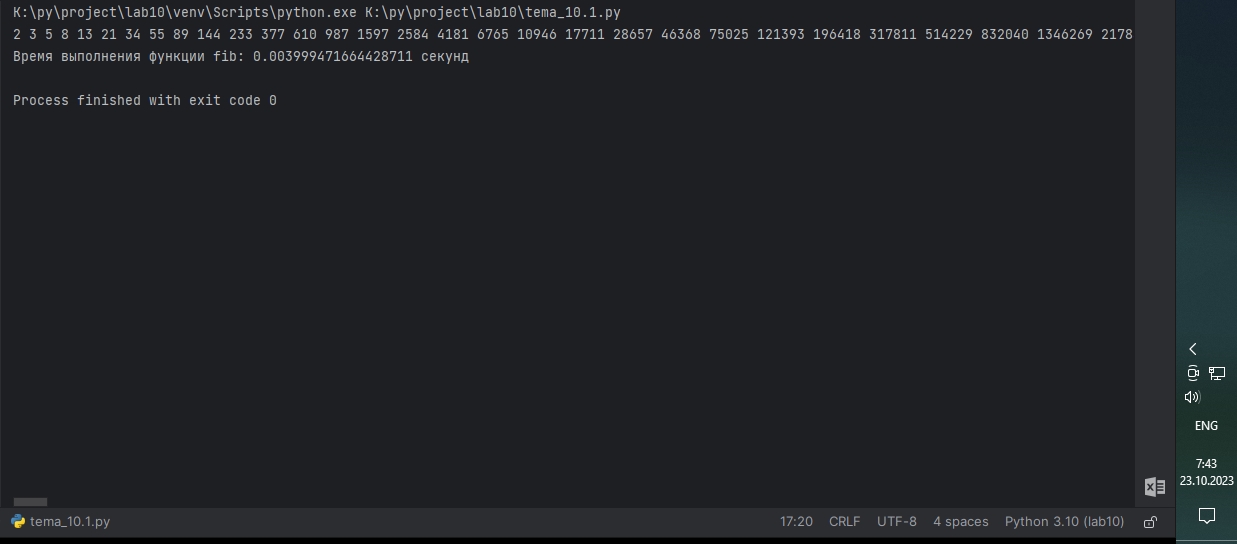 K:\py\project\lab10\venv\Scripts\python.exe K:\py\project\lab10\tema_10.1.py
2 3 5 8 13 21 34 55 89 144 233 377 610 987 1597 2584 4181 6765 10946 17711 28657 46368 75025 121393 196418 317811 514229 832040 1346269 2178
Время выполнения функции fib: 0.003999471664428711 секунд
Process finished with exit code 0
ENG
7:43
23.10.2023
tema_10.1.py
17:20 CRLF UTF-8 4 spaces Python 3.10 (lab10)